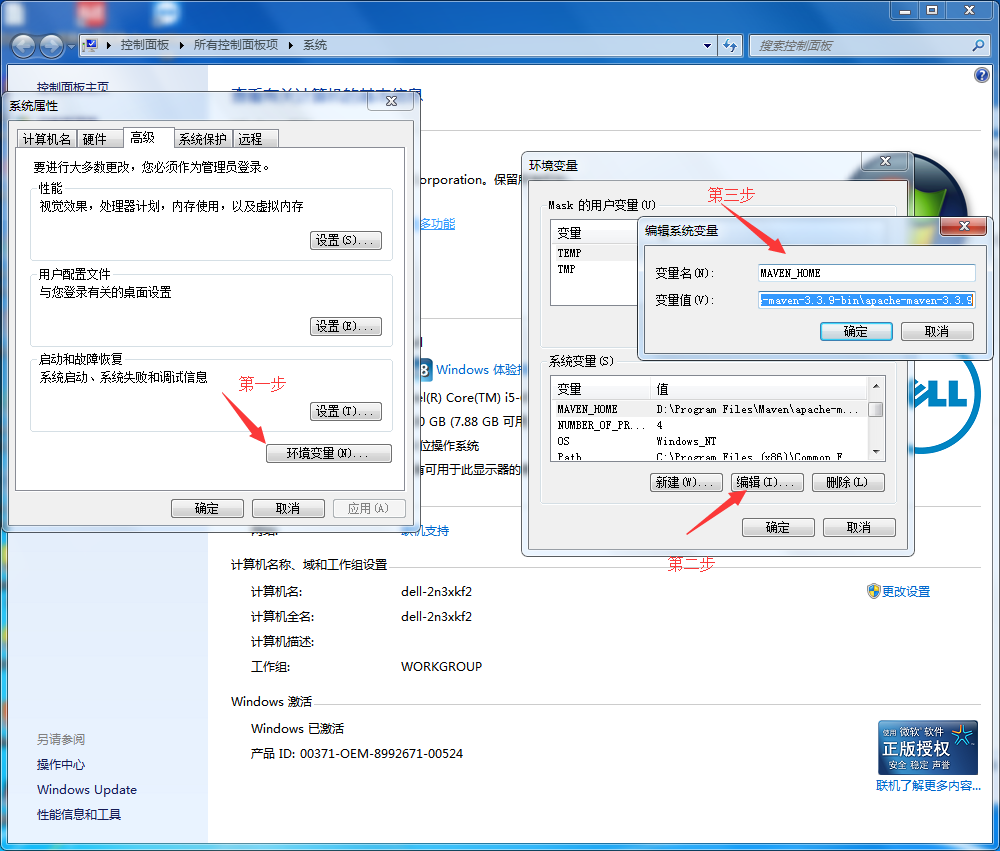 控制面板 ▸ 所有控制面板项 ▸ 系统
搜索控制面板
控制面板主页
查看有关计算机的基本信息
系统属性
计算机名 硬件 高级 系统保护 远程
要进行大多数更改，您必须作为管理员登录。
性能
视觉效果，处理器计划，内存使用，以及虚拟内存
设置(S)...
用户配置文件
与您登录有关的桌面设置
设置(E)...
启动和故障恢复
系统启动、系统失败和调试信息
设置(T)...
第一步
环境变量(N)...
确定 取消 应用(A)
orporation。保留
多功能
Windows 体验
el(R) Core(TM) i5-
0 GB (7.88 GB 可用
位操作系统
可用于此显示器的
环境变量
Mask 的用户变量(U)
变量
TEMP
TMP
第三步
编辑系统变量
变量名(N): MAVEN_HOME
变量值(V): -maven-3.3.9-bin\apache-maven-3.3.9
确定 取消
系统变量(S)
变量 值
MAVEN_HOME D:\Program Files\Maven\apache-m...
NUMBER_OF_PR... 4
OS Windows_NT
Path C:\Program Files (x86)\Common F
新建(W)... 编辑(I)... 删除(L)
确定 取消
第二步
DELL
联机支持
计算机名称、域和工作组设置
计算机名: dell-2n3xkf2
更改设置
计算机全名: dell-2n3xkf2
计算机描述:
工作组: WORKGROUP
Windows 激活
Windows 已激活
产品 ID: 00371-OEM-8992671-00524
使用 微软 软件
正版授权
安全 稳定 声誉
联机了解更多内容...
另请参阅
操作中心
Windows Update
性能信息和工具